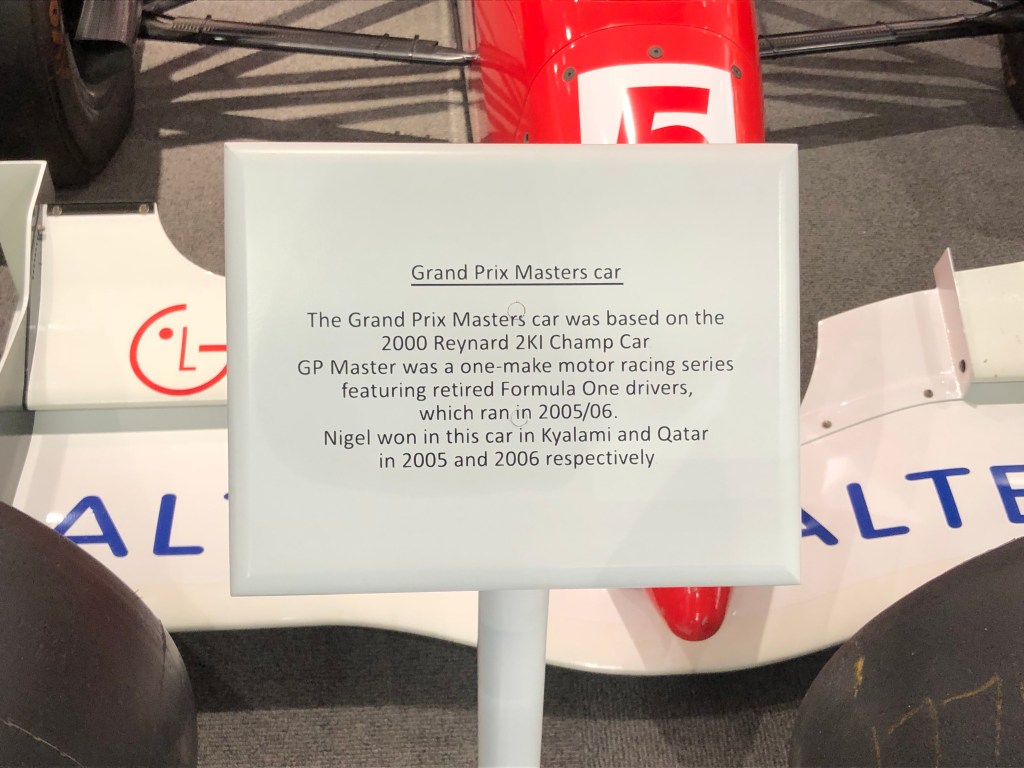 5
Grand Prix Masters car
The Grand Prix Masters car was based on the
2000 Reynard 2KI Champ Car
GP Master was a one-make motor racing series
featuring retired Formula One drivers,
which ran in 2005/06.
Nigel won in this car in Kyalami and Qatar
in 2005 and 2006 respectively
LG
AL
ALTE